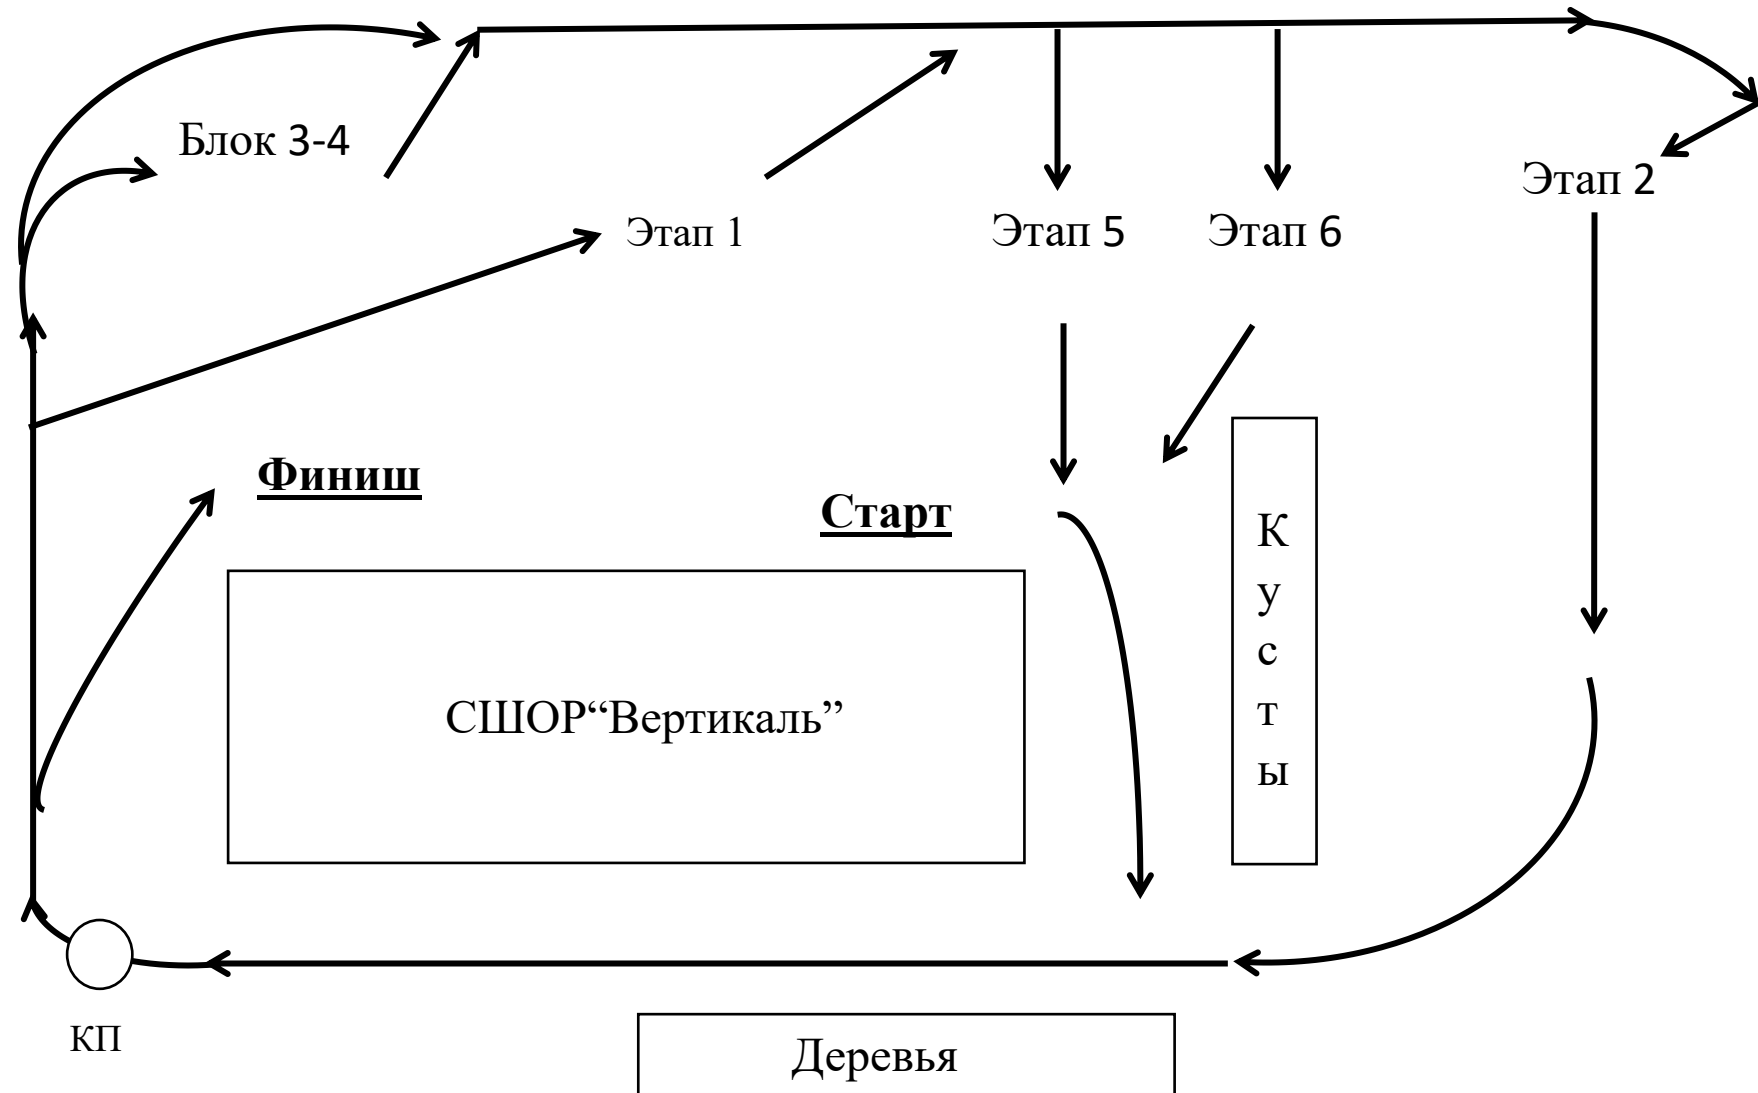 Блок 3-4
Этап 2
Этап 1
Этап 5
Этап 6
Финиш
Старт
К
у
с
т
ы
СШОР“Вертикаль”
КП
Деревья